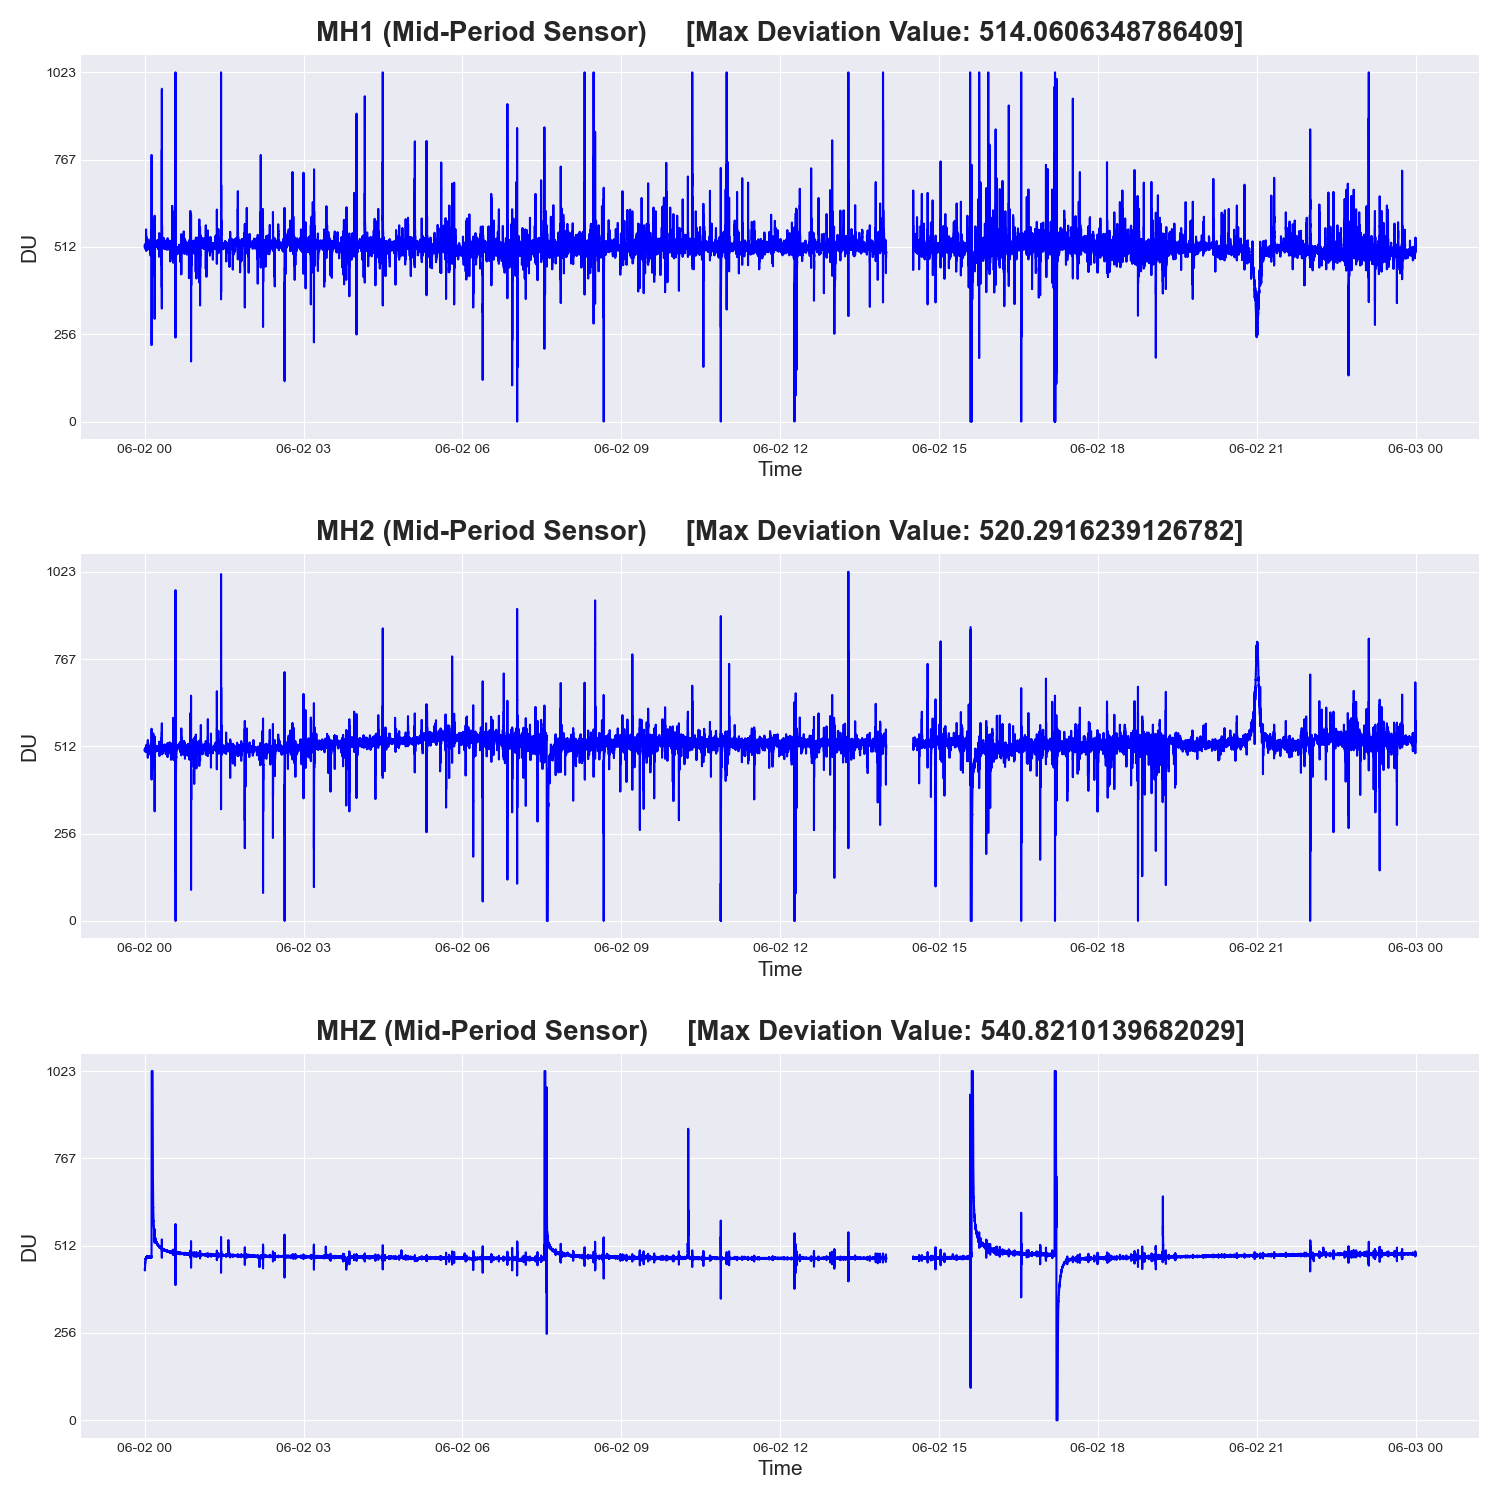 MH1 (Mid-Period Sensor) [Max Deviation Value: 514.0606348786409]
1023
767
512
256
0
DU
06-02 00 06-02 03 06-02 06 06-02 09 06-02 12 06-02 15 06-02 18 06-02 21 06-03 00
Time
MH2 (Mid-Period Sensor) [Max Deviation Value: 520.2916239126782]
1023
767
512
256
0
DU
06-02 00 06-02 03 06-02 06 06-02 09 06-02 12 06-02 15 06-02 18 06-02 21 06-03 00
Time
MHZ (Mid-Period Sensor) [Max Deviation Value: 540.8210139682029]
1023
767
512
256
0
DU
06-02 00 06-02 03 06-02 06 06-02 09 06-02 12 06-02 15 06-02 18 06-02 21 06-03 00
Time